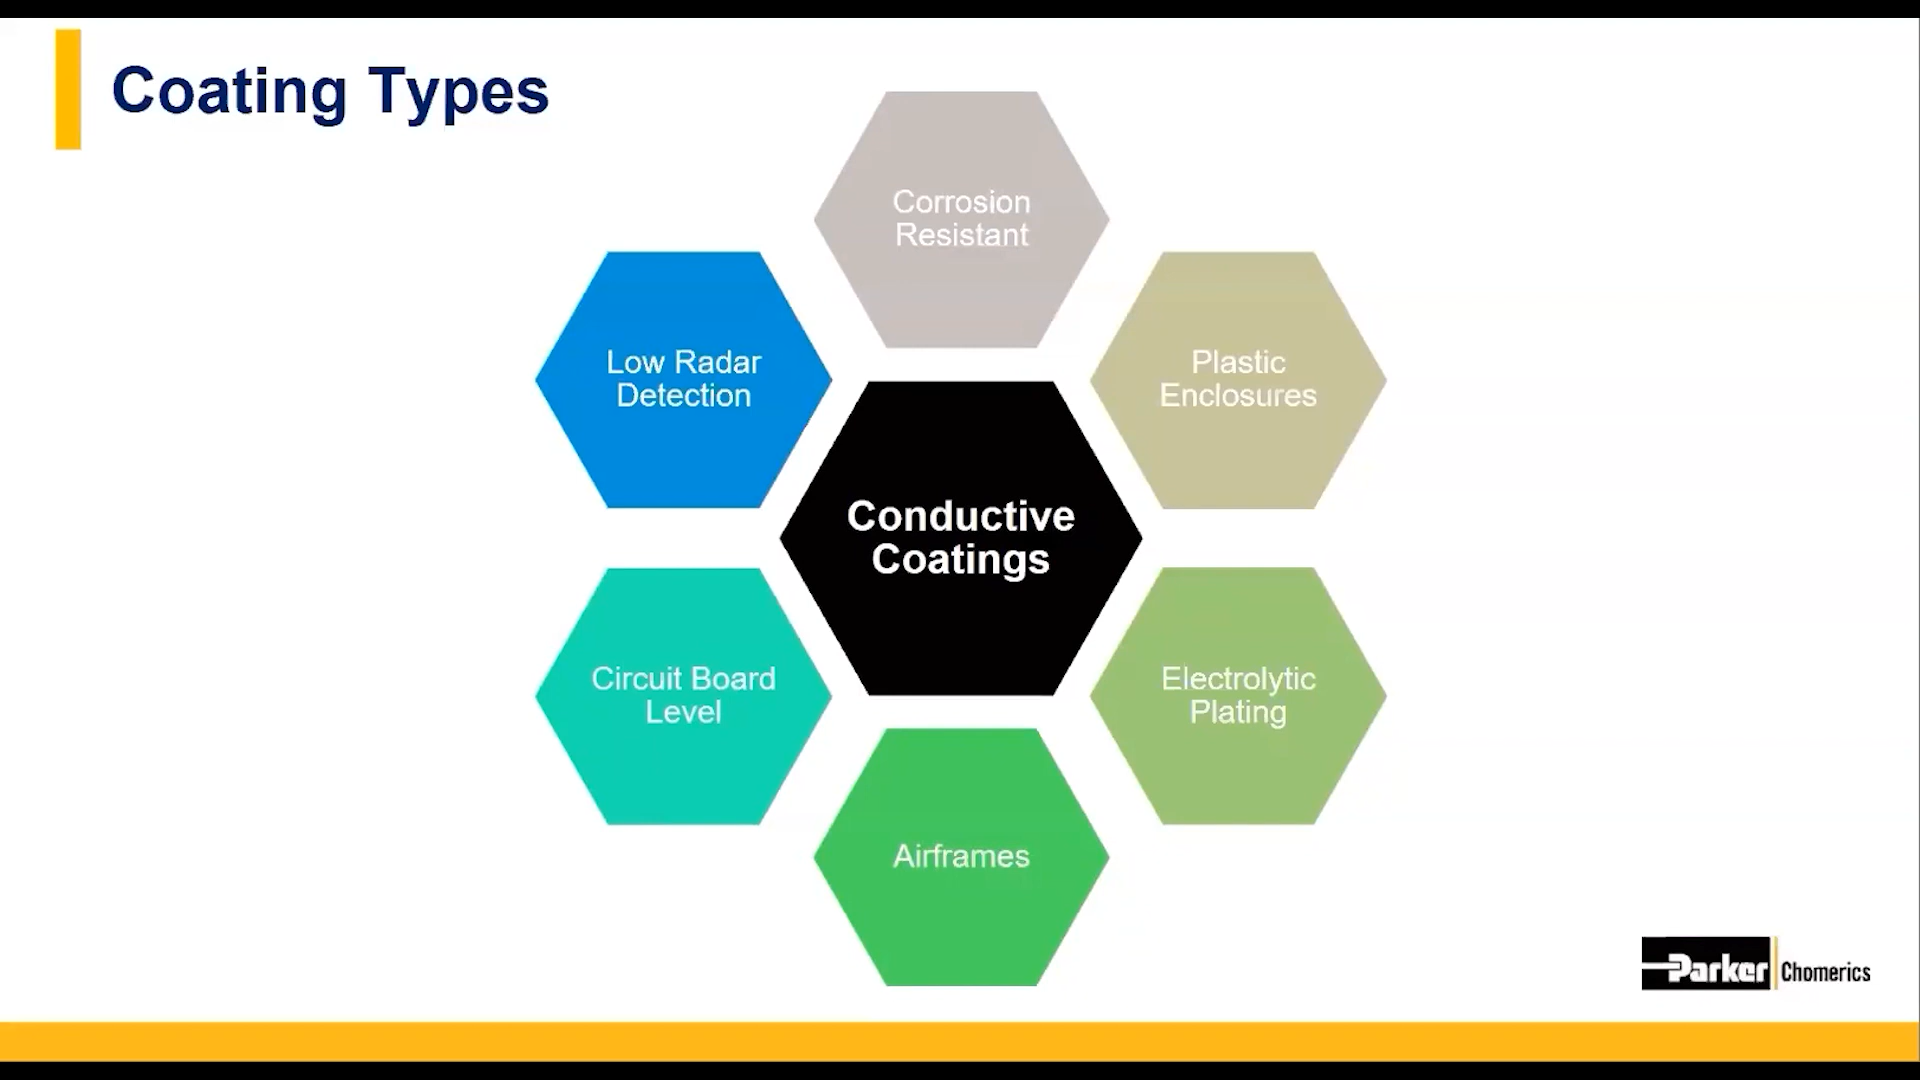 Coating Types
Corrosion
Resistant
Low Radar
Detection
Plastic
Enclosures
Conductive
Coatings
Circuit Board
Level
Electrolytic
Plating
Airframes
Parker Chomerics